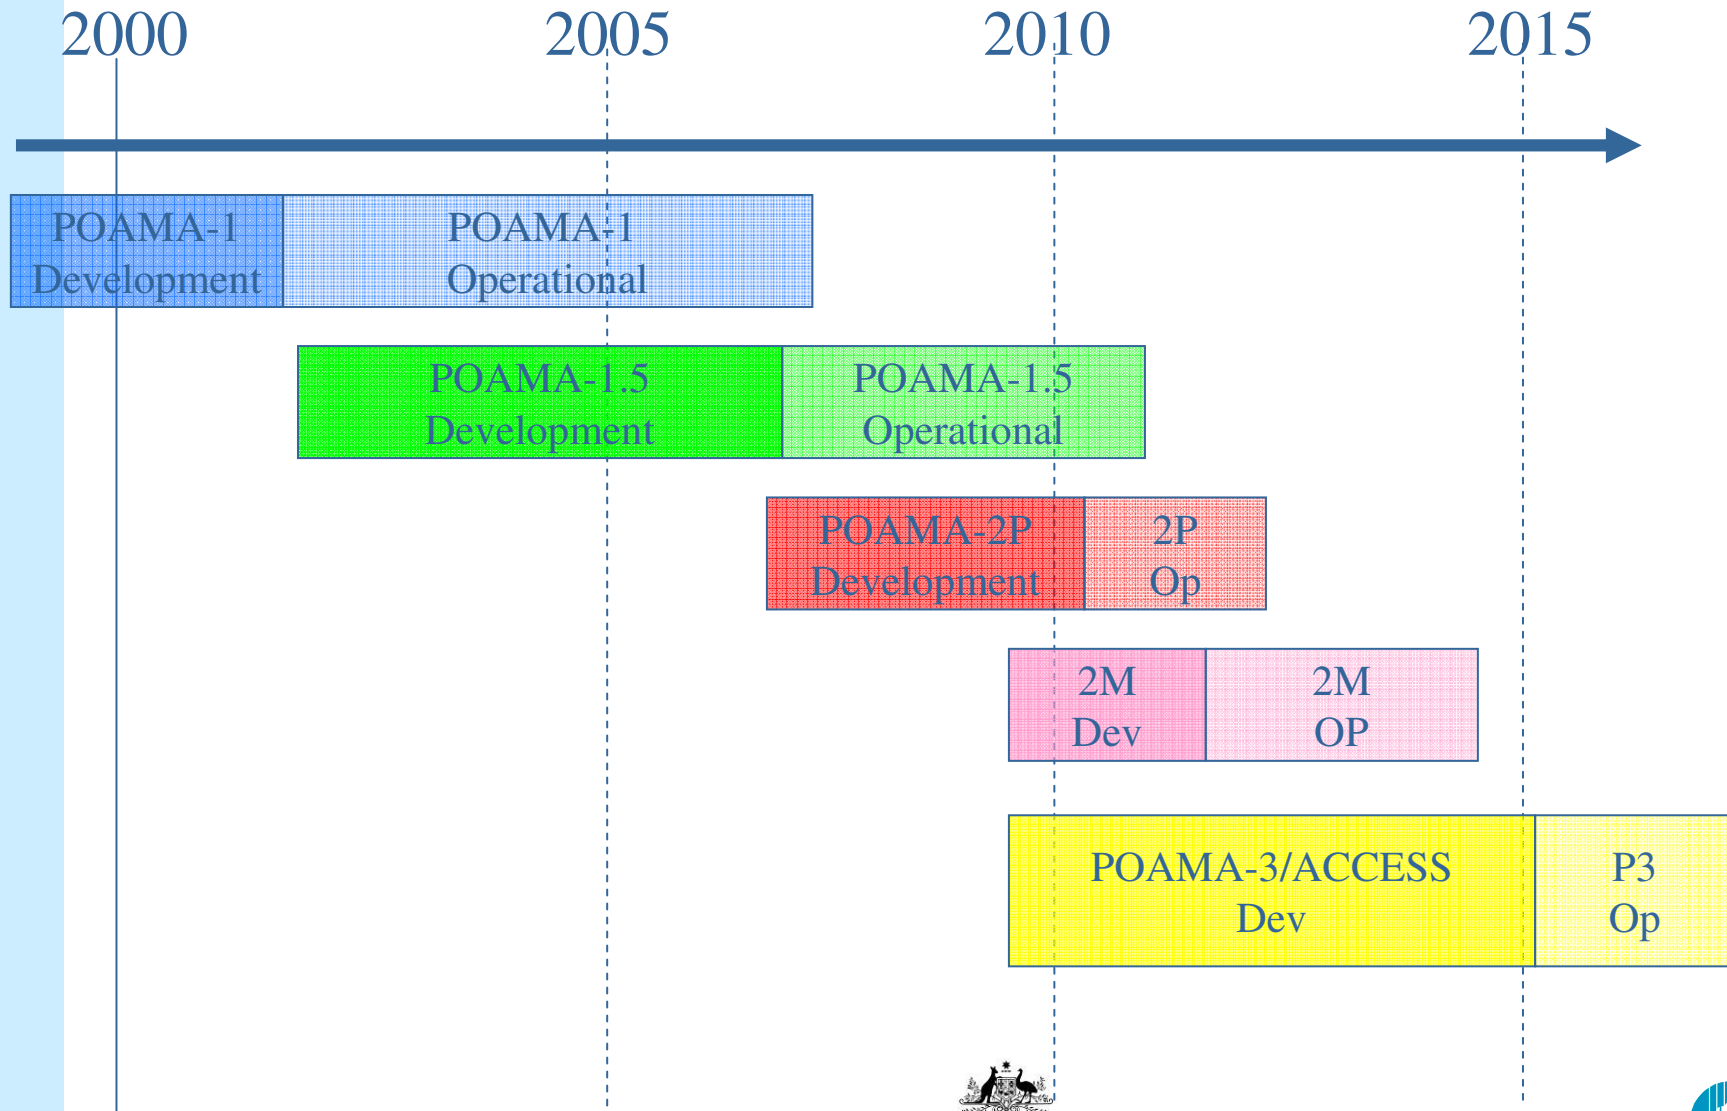 2000 2005 2010 2015
POAMA-1
Development
POAMA-1
Operational
POAMA-1.5
Development
POAMA-1.5
Operational
POAMA-2P
Development
2P
Op
2M
Dev
2M
OP
POAMA-3/ACCESS
Dev
P3
Op